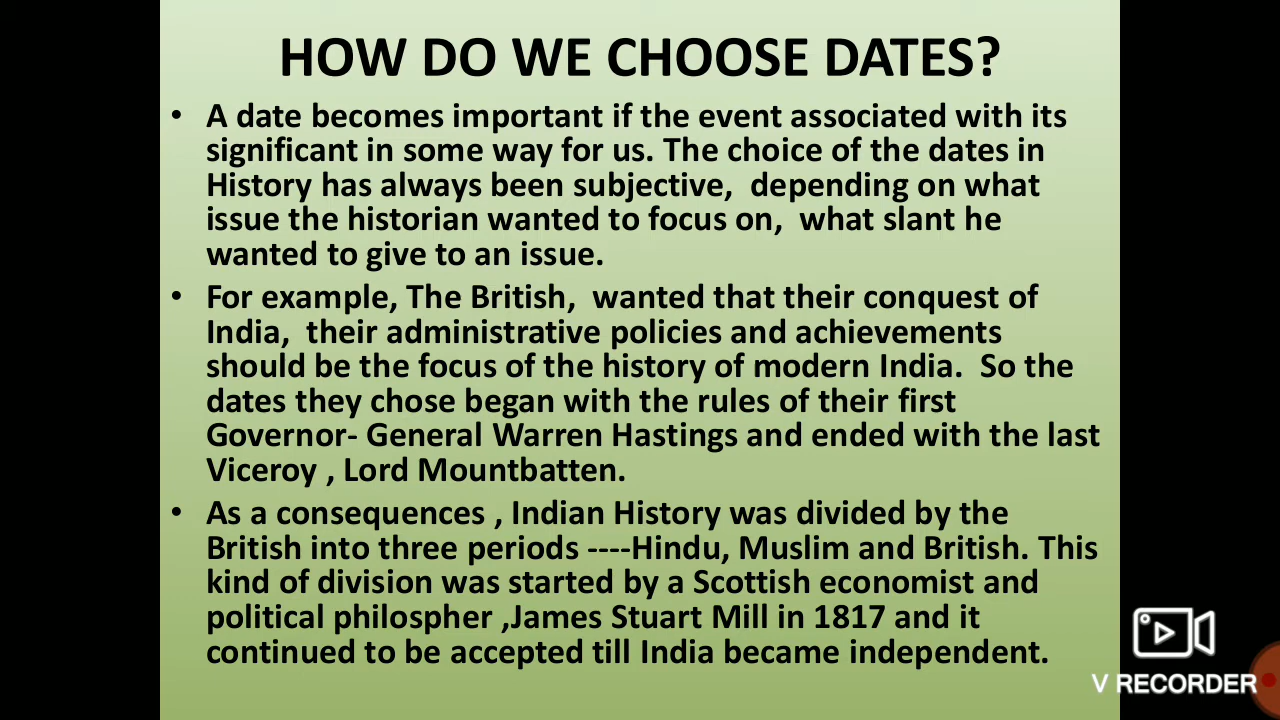 HOW DO WE CHOOSE DATES?
• A date becomes important if the event associated with its
significant in some way for us. The choice of the dates in
History has always been subjective, depending on what
issue the historian wanted to focus on, what slant he
wanted to give to an issue.
• For example, The British, wanted that their conquest of
India, their administrative policies and achievements
should be the focus of the history of modern India. So the
dates they chose began with the rules of their first
Governor- General Warren Hastings and ended with the last
Viceroy , Lord Mountbatten.
• As a consequences , Indian History was divided by the
British into three periods ----Hindu, Muslim and British. This
kind of division was started by a Scottish economist and
political philospher ,James Stuart Mill in 1817 and it
continued to be accepted till India became independent.
V RECORDER